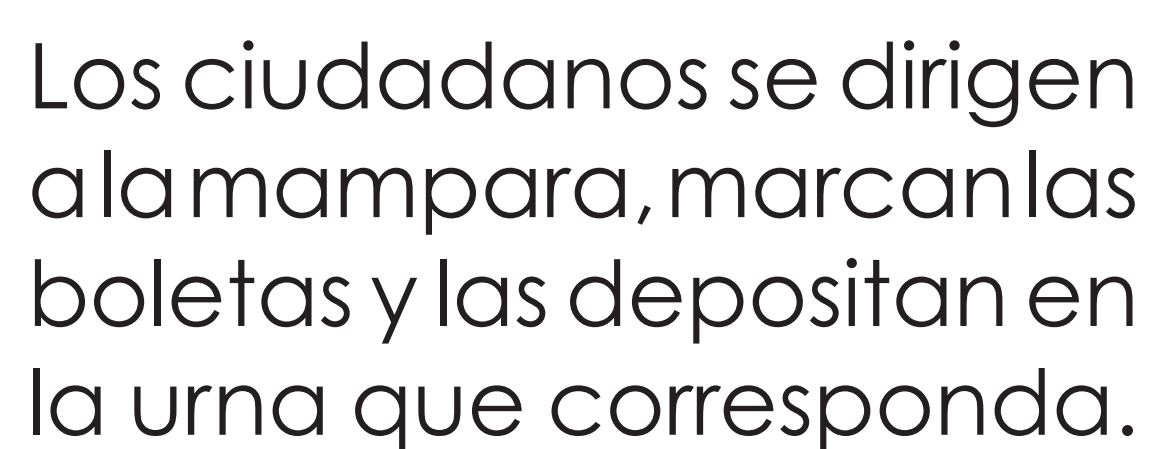 Los ciudadanos se dirigen
a la mampara, marcan las
boletas y las depositan en
la urna que corresponda.